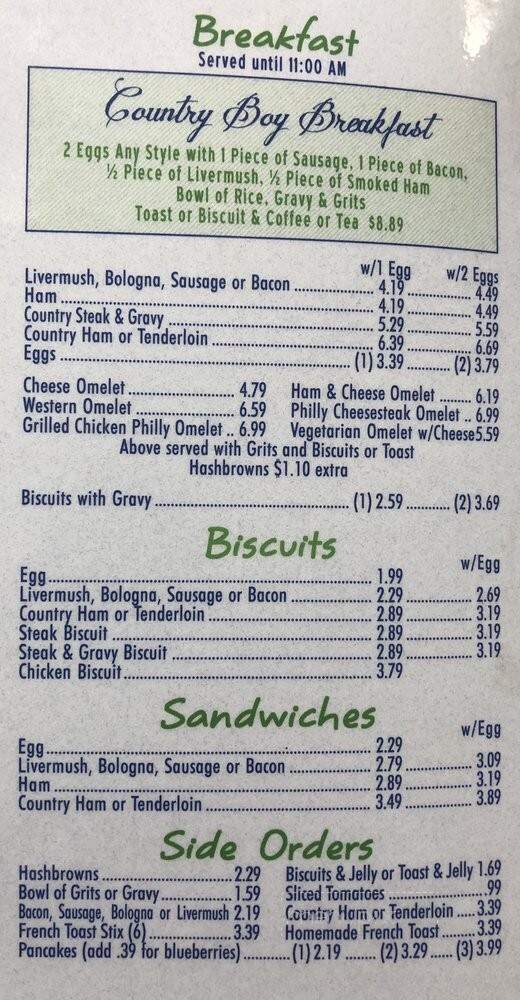 Breakfast
Served until 11:00 AM
Country Boy Breakfast
2 Eggs Any Style with 1 Piece of Sausage, 1 Piece of Bacon,
½ Piece of Livermush, ½ Piece of Smoked Ham
Bowl of Rice, Gravy & Grits
Toast or Biscuit & Coffee or Tea $8.89
w/1 Egg w/2 Eggs
Livermush, Bologna, Sausage or Bacon ........ 4.19 ........ 4.49
Ham ........ 4.19 ........ 4.49
Country Steak & Gravy ........ 5.29 ........ 5.59
Country Ham or Tenderloin ........ 6.39 ........ 6.69
Eggs ........ (1) 3.39 ........ (2) 3.79
Cheese Omelet ........ 4.79 Ham & Cheese Omelet ........ 6.19
Western Omelet ........ 6.59 Philly Cheesesteak Omelet .. 6.99
Grilled Chicken Philly Omelet .. 6.99 Vegetarian Omelet w/Cheese 5.59
Above served with Grits and Biscuits or Toast
Hashbrowns $1.10 extra
Biscuits with Gravy ........ (1) 2.59 ........ (2) 3.69
Biscuits
w/Egg
Egg ........ 1.99
Livermush, Bologna, Sausage or Bacon ........ 2.29 ........ 2.69
Country Ham or Tenderloin ........ 2.89 ........ 3.19
Steak Biscuit ........ 2.89 ........ 3.19
Steak & Gravy Biscuit ........ 2.89 ........ 3.19
Chicken Biscuit ........ 3.79
Sandwiches
w/Egg
Egg ........ 2.29
Livermush, Bologna, Sausage or Bacon ........ 2.79 ........ 3.09
Ham ........ 2.89 ........ 3.19
Country Ham or Tenderloin ........ 3.49 ........ 3.89
Side Orders
Hashbrowns ........ 2.29 Biscuits & Jelly or Toast & Jelly 1.69
Bowl of Grits or Gravy ........ 1.59 Sliced Tomatoes ........ .99
Bacon, Sausage, Bologna or Livermush 2.19 Country Ham or Tenderloin .... 3.39
French Toast Stix (6) ........ 3.39 Homemade French Toast ..... 3.39
Pancakes (add .39 for blueberries) ........ (1) 2.19 ....... (2) 3.29 ...... (3) 3.99